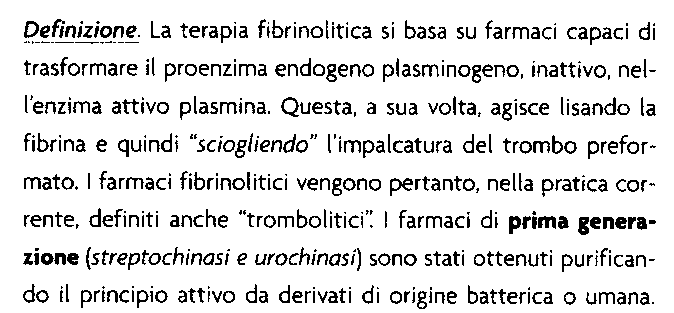 Definizione. La terapia fibrinolitica si basa su farmaci capaci di
trasformare il proenzima endogeno plasminogeno, inattivo, nel-
l'enzima attivo plasmina. Questa, a sua volta, agisce lisando la
fibrina e quindi "sciogliendo" l'impalcatura del trombo prefor-
mato. I farmaci fibrinolitici vengono pertanto, nella pratica cor-
rente, definiti anche "trombolitici". I farmaci di prima genera-
zione (streptochinasi e urochinasi) sono stati ottenuti purifican-
do il principio attivo da derivati di origine batterica o umana.